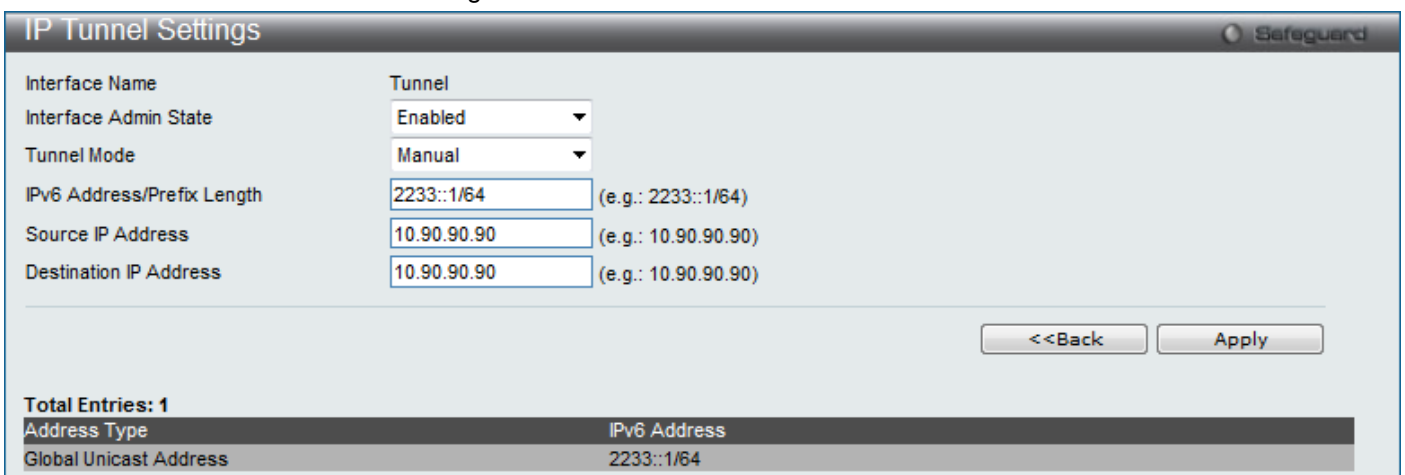 IP Tunnel Settings Safeguard
Interface Name Tunnel
Interface Admin State Enabled
Tunnel Mode Manual
IPv6 Address/Prefix Length 2233::1/64 (e.g.: 2233::1/64)
Source IP Address 10.90.90.90 (e.g.: 10.90.90.90)
Destination IP Address 10.90.90.90 (e.g.: 10.90.90.90)
<<Back Apply
Total Entries: 1
Address Type IPv6 Address
Global Unicast Address 2233::1/64